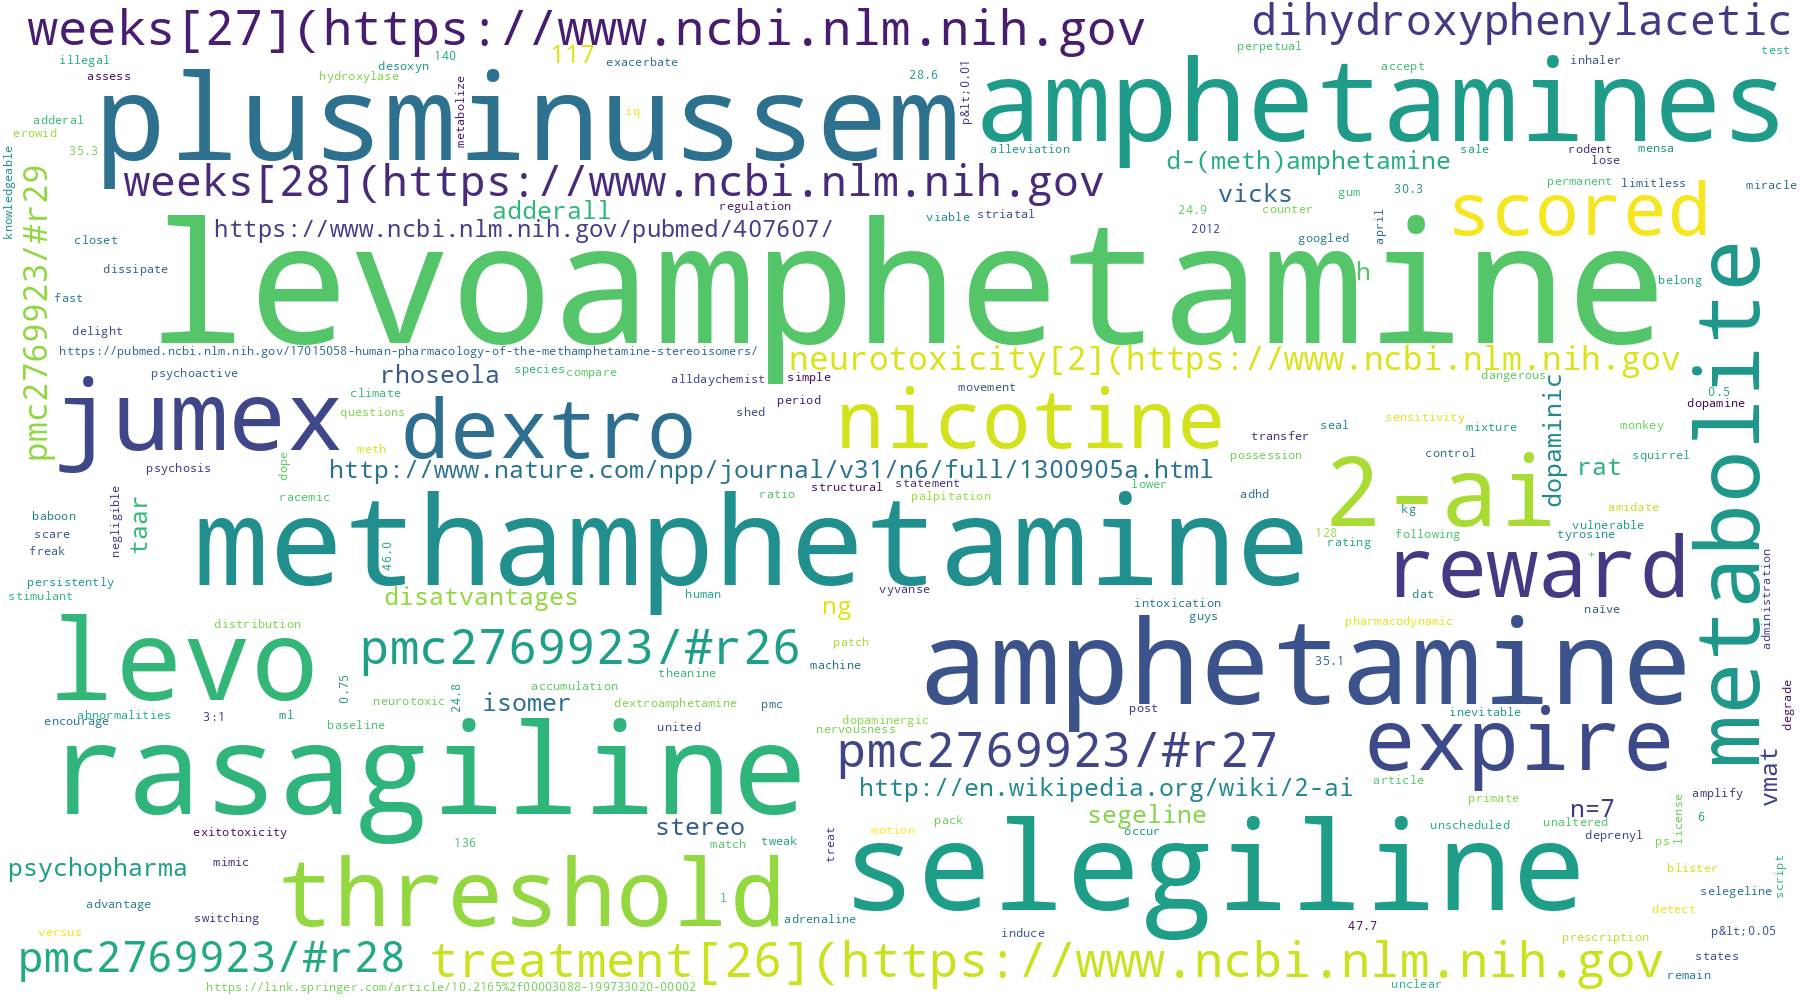 weeks[27](https://www.ncbi.nlm.nih.gov
dihydroxyphenylacetic
illegal
140
117
perpetual
test
assess
desoxyn
exacerbate
hydroxylase
28.6
accept
inhaler
plusminussem
metabolize
p&lt;0.01
amphetamines
adderal
erowid
iq
35.3
alleviation
sale
rodent
mensa
knowledgeable
d-(meth)amphetamine
lose
weeks[28](https://www.ncbi.nlm.nih.gov
pmc2769923/#r29
vicks
gum
30.3
permanent
limitless
miracle
adderall
regulation
viable
striatal
24.9
counter
april
scored
https://www.ncbi.nlm.nih.gov/pubmed/407607/
2012
googled
closet
levoamphetamine
h
dissipate
belong
metabolite
fast
delight
https://pubmed.ncbi.nlm.nih.gov/17015058-human-pharmacology-of-the-methamphetamine-stereoisomers/
neurotoxicity[2](https://www.ncbi.nlm.nih.gov
psychoactive
rhoseola
species
compare
alldaychemist
simple
movement
dangerous
jumex
climate
questions
dextro
shed
period
nicotine
0.5
dopamine
sensitivity
seal
mixture
monkey
meth
transfer
possession
control
squirrel
psychosis
dope
http://www.nature.com/npp/journal/v31/n6/full/1300905a.html
2-ai
dopaminic
rat
racemic
ratio
structural
statement
palpitation
lower
adhd
negligible
taar
baboon
scare
freak
methamphetamine
46.0
kg
amidate
128
rating
following
vulnerable
tyrosine
+
persistently
stimulant
reward
administration
disatvantages
human
ng
vyvanse
intoxication
guys
dat
naïve
levo
distribution
pmc2769923/#r26
patch
machine
amphetamine
pharmacodynamic
35.1
theanine
0.75
24.8
accumulation
isomer
neurotoxic
dextroamphetamine
pmc
abnormalities
encourage
3:1
ml
baseline
united
dopaminergic
nervousness
post
inevitable
degrade
rasagiline
pmc2769923/#r27
expire
vmat
http://en.wikipedia.org/wiki/2-ai
article
primate
n=7
amplify
segeline
6
exitotoxicity
stereo
pack
motion
occur
unscheduled
unaltered
deprenyl
license
ps
136
match
tweak
treat
psychopharma
mimic
threshold
selegiline
blister
script
selegeline
advantage
switching
l
adrenaline
detect
versus
induce
47.7
p&lt;0.05
pmc2769923/#r28
treatment[26](https://www.ncbi.nlm.nih.gov
prescription
states
remain
https://link.springer.com/article/10.2165%2f00003088-199733020-00002
unclear